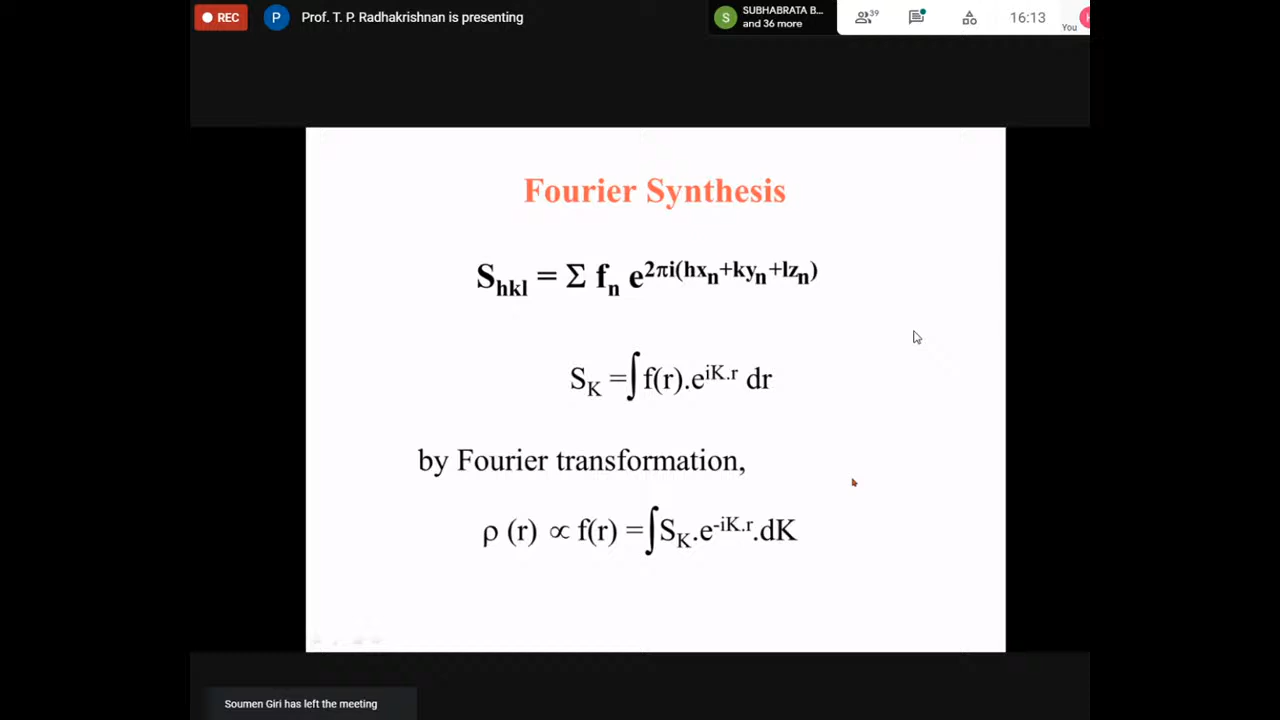 REC
P
Prof. T. P. Radhakrishnan is presenting
S
SUBHABRATA B...
and 36 more
39
16:13
You
Fourier Synthesis
S_hkl = Σ f_n e^2πi(hx_n+ky_n+lz_n)
S_K =∫f(r).e^iK.r dr
by Fourier transformation,
ρ (r) ∝ f(r) =∫S_K.e^-iK.r.dK
Soumen Giri has left the meeting